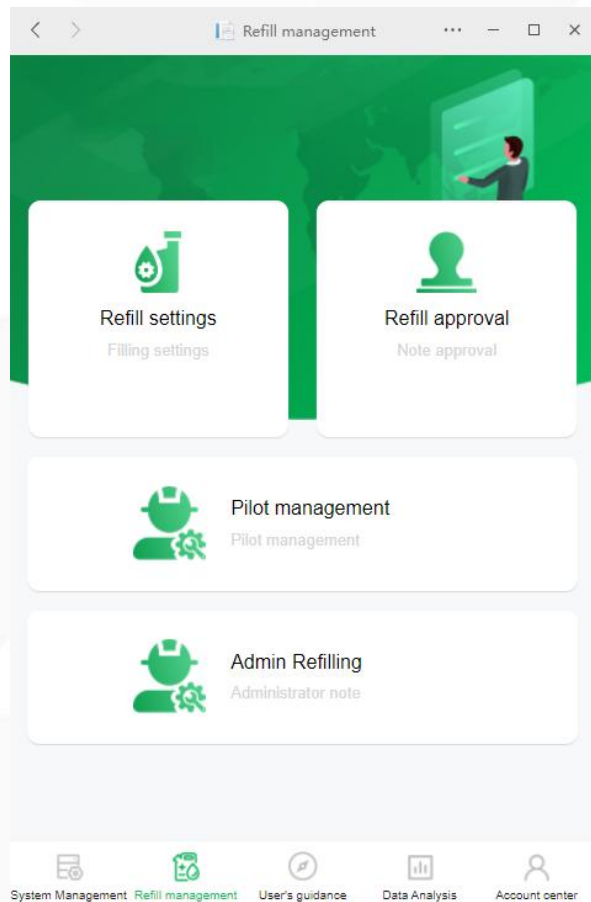 Refill management
Refill settings
Filling settings
Refill approval
Note approval
Pilot management
Pilot management
Admin Refilling
Administrator note
System Management
Refill management
User's guidance
Data Analysis
Account center